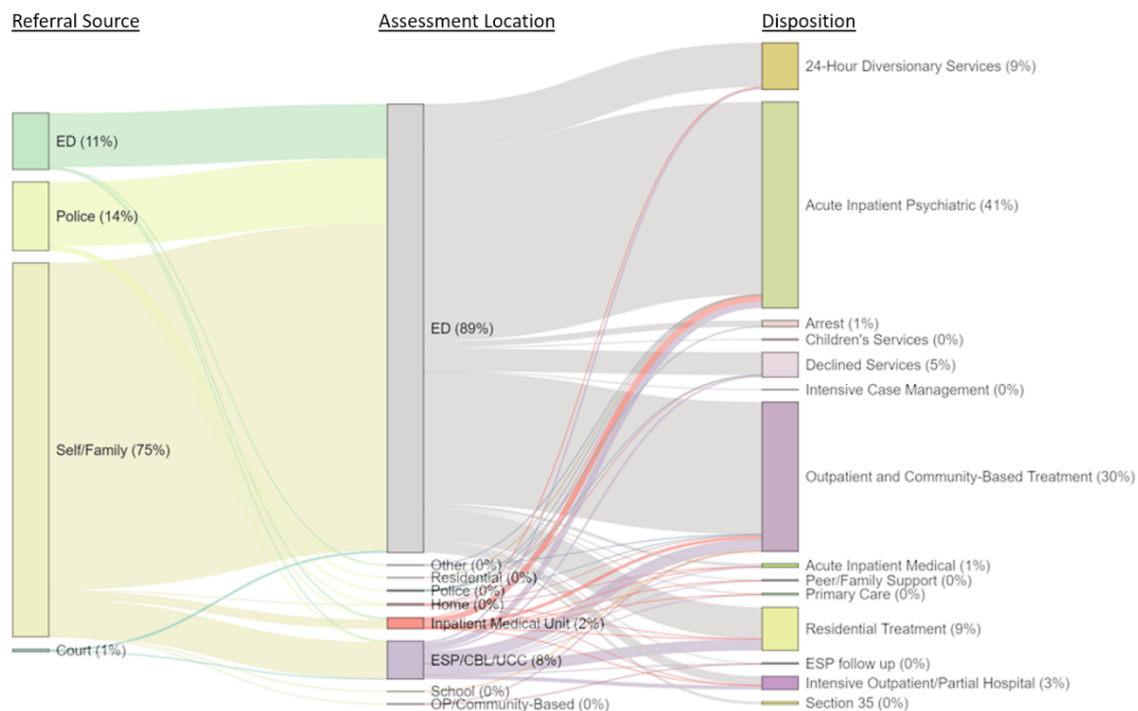 Referral Source
Assessment Location
Disposition
ED (11%)
Police (14%)
Self/Family (75%)
Court (1%)
ED (89%)
Other (0%)
Residential (0%)
Police (0%)
Home (0%)
Inpatient Medical Unit (2%)
ESP/CBL/UCC (8%)
School (0%)
OP/Community-Based (0%)
24-Hour Diversionary Services (9%)
Acute Inpatient Psychiatric (41%)
Arrest (1%)
Children's Services (0%)
Declined Services (5%)
Intensive Case Management (0%)
Outpatient and Community-Based Treatment (30%)
Acute Inpatient Medical (1%)
Peer/Family Support (0%)
Primary Care (0%)
Residential Treatment (9%)
ESP follow up (0%)
Intensive Outpatient/Partial Hospital (3%)
Section 35 (0%)